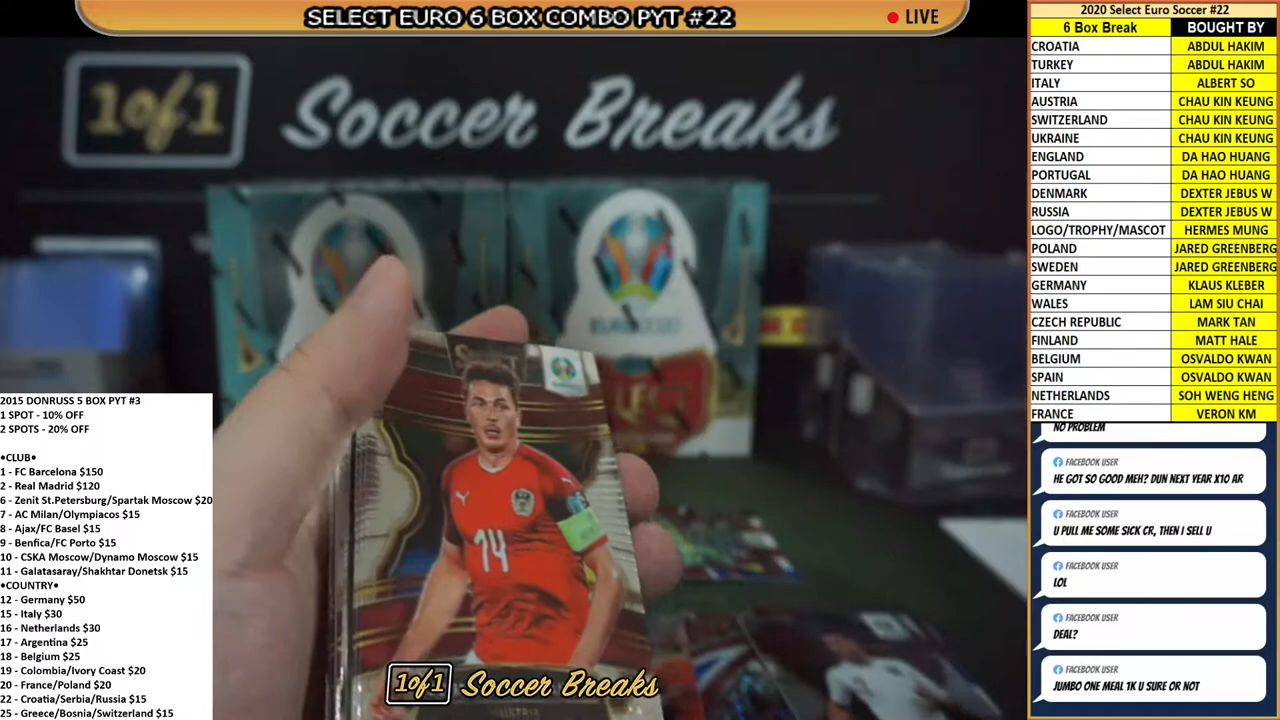 SELECT EURO 6 BOX COMBO PYT #22
LIVE
1of1 Soccer Breaks
SELECT
14
1of1 Soccer Breaks
2020 Select Euro Soccer #22
6 Box Break BOUGHT BY
CROATIA ABDUL HAKIM
TURKEY ABDUL HAKIM
ITALY ALBERT SO
AUSTRIA CHAU KIN KEUNG
SWITZERLAND CHAU KIN KEUNG
UKRAINE CHAU KIN KEUNG
ENGLAND DA HAO HUANG
PORTUGAL DA HAO HUANG
DENMARK DEXTER JEBUS W
RUSSIA DEXTER JEBUS W
LOGO/TROPHY/MASCOT HERMES MUNG
POLAND JARED GREENBERG
SWEDEN JARED GREENBERG
GERMANY KLAUS KLEBER
WALES LAM SIU CHAI
CZECH REPUBLIC MARK TAN
FINLAND MATT HALE
BELGIUM OSVALDO KWAN
SPAIN OSVALDO KWAN
NETHERLANDS SOH WENG HENG
FRANCE VERON KM
NO PROBLEM
FACEBOOK USER
HE GOT SO GOOD MEH? DUN NEXT YEAR X10 AR
FACEBOOK USER
U PULL ME SOME SICK CR, THEN I SELL U
FACEBOOK USER
LOL
FACEBOOK USER
DEAL?
FACEBOOK USER
JUMBO ONE MEAL 1K U SURE OR NOT
2015 DONRUSS 5 BOX PYT #3
1 SPOT - 10% OFF
2 SPOTS - 20% OFF
•CLUB•
1 - FC Barcelona $150
2 - Real Madrid $120
6 - Zenit St.Petersburg/Spartak Moscow $20
7 - AC Milan/Olympiacos $15
8 - Ajax/FC Basel $15
9 - Benfica/FC Porto $15
10 - CSKA Moscow/Dynamo Moscow $15
11 - Galatasaray/Shakhtar Donetsk $15
•COUNTRY•
12 - Germany $50
15 - Italy $30
16 - Netherlands $30
17 - Argentina $25
18 - Belgium $25
19 - Colombia/Ivory Coast $20
20 - France/Poland $20
22 - Croatia/Serbia/Russia $15
25 - Greece/Bosnia/Switzerland $15